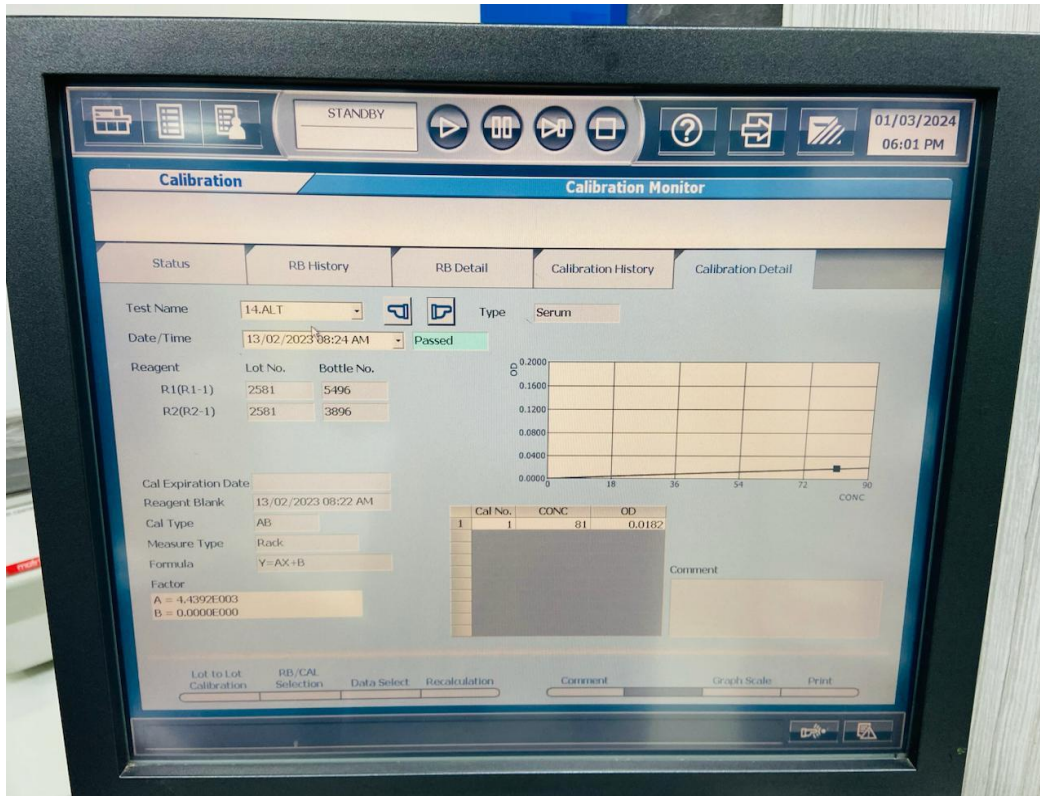 STANDBY
01/03/2024
06:01 PM
Calibration
Calibration Monitor
Status
RB History
RB Detail
Calibration History
Calibration Detail
Test Name 14.ALT Type Serum
Date/Time 13/02/2023 08:24 AM Passed
Reagent Lot No. Bottle No.
R1(R1-1) 2581 5496
R2(R2-1) 2581 3896
OD
0.2000
0.1600
0.1200
0.0800
0.0400
0.0000
0 18 36 54 72 90
CONC
Cal Expiration Date
Reagent Blank 13/02/2023 08:22 AM
Cal Type AB
Measure Type Rack
Formula Y=AX+B
Factor
A = 4.4392E003
B = 0.0000E000
Cal No. CONC OD
1 1 81 0.0182
Comment
Lot to Lot
Calibration
RB/CAL
Selection
Data Select
Recalculation
Comment
Graph Scale
Print